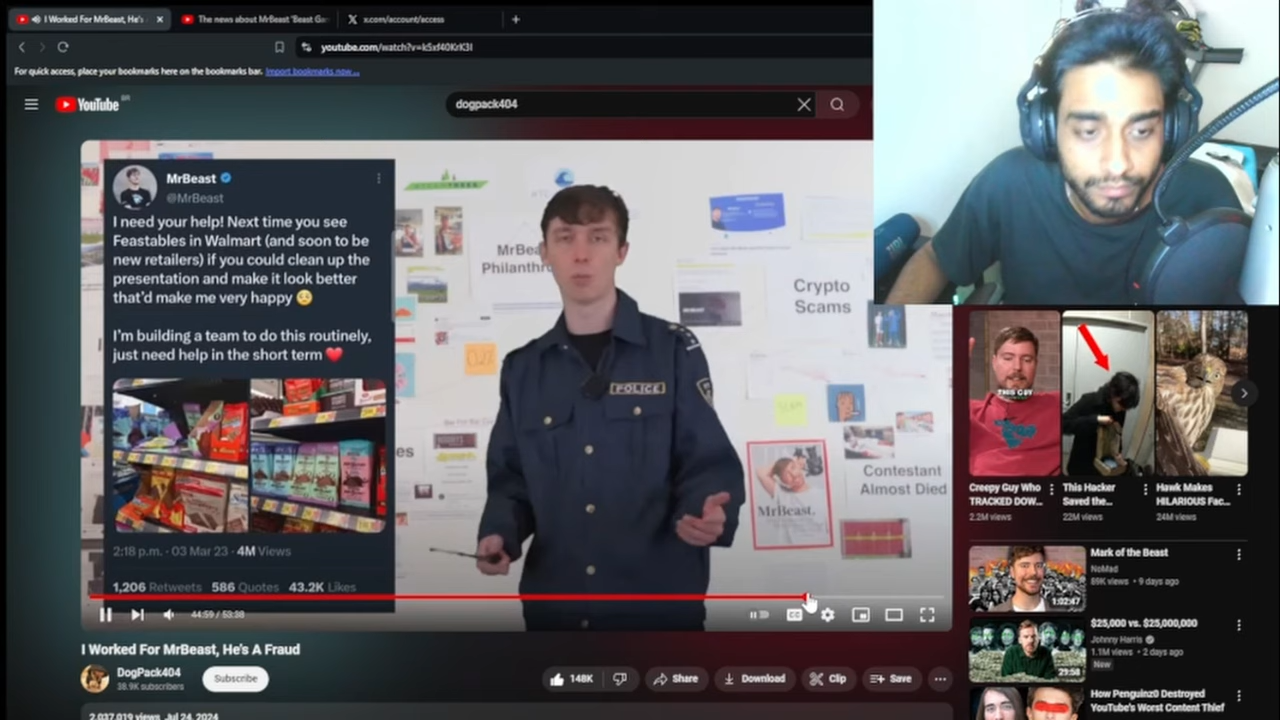 I Worked For MrBeast, He's
The news about MrBeast 'Beast Gar
x.com/account/access
youtube.com/watch?v=k5xf40KrK3I
For quick access, place your bookmarks here on the bookmarks bar. Import bookmarks now...
YouTube BR
dogpack404
MrBeast
@MrBeast
I need your help! Next time you see
Feastables in Walmart (and soon to be
new retailers) if you could clean up the
presentation and make it look better
that'd make me very happy 🥺
I'm building a team to do this routinely,
just need help in the short term ❤️
2:18 p.m. · 03 Mar 23 · 4M Views
1,206 Retweets 586 Quotes 43.2K Likes
MrBea
Philanthr
POLICE
Crypto
Scams
MrBeast.
Contestant
Almost Died
44:59 / 53:38
CC
I Worked For MrBeast, He's A Fraud
DogPack404
38.9K subscribers
Subscribe
148K
Share
Download
Clip
Save
2,037,019 views Jul 24, 2024
THIS GUY
Creepy Guy Who
TRACKED DOW...
2.2M views
This Hacker
Saved the...
22M views
Hawk Makes
HILARIOUS Fac...
24M views
Mark of the Beast
NoMad
89K views • 9 days ago
1:02:47
$25,000 vs. $25,000,000
Johnny Harris
1.1M views • 2 days ago
New
29:58
How Penguinz0 Destroyed
YouTube's Worst Content Thief